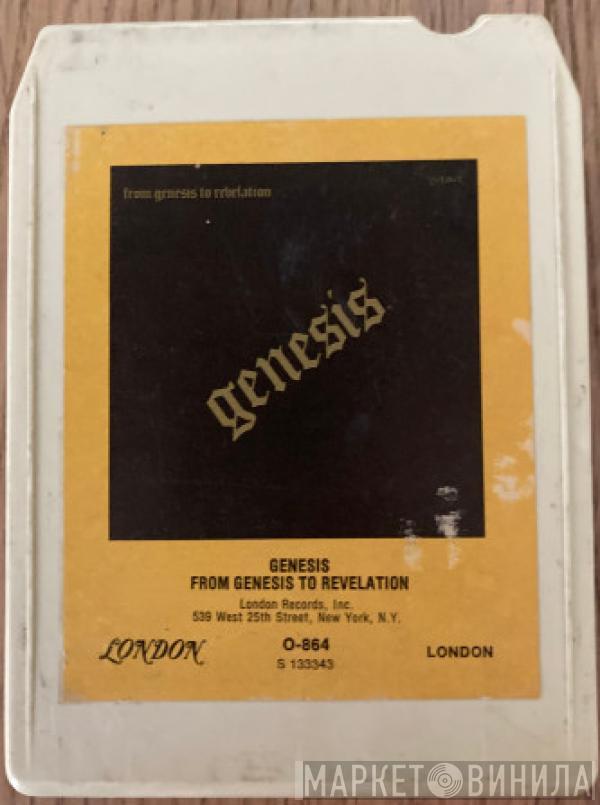 from genesis to revelation
genesis
GENESIS
FROM GENESIS TO REVELATION
London Records, Inc.
539 West 25th Street, New York, N.Y.
LONDON O-864 LONDON
S 133343
МАРКЕТ ВИНИЛА